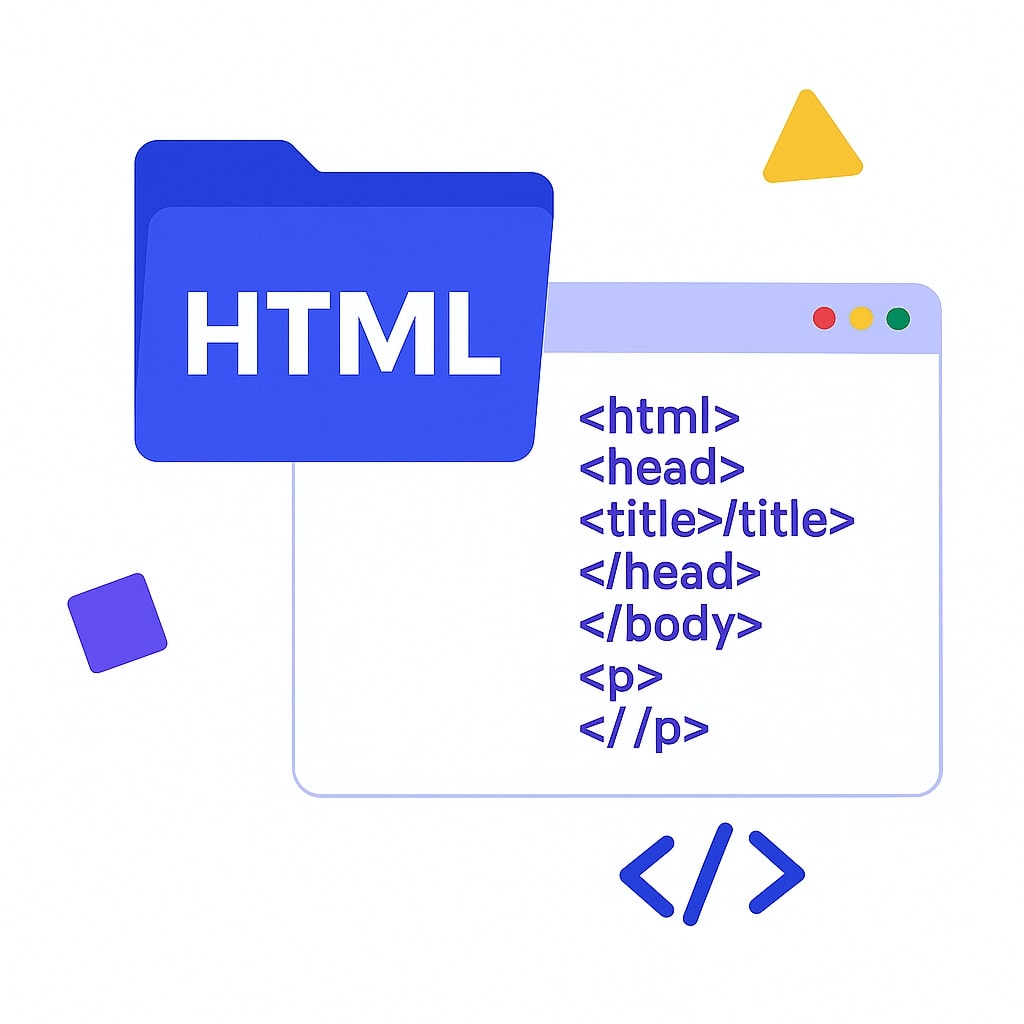 HTML
<html>
<head>
<title>/title>
</head>
</body>
<p>
<//p>
</>